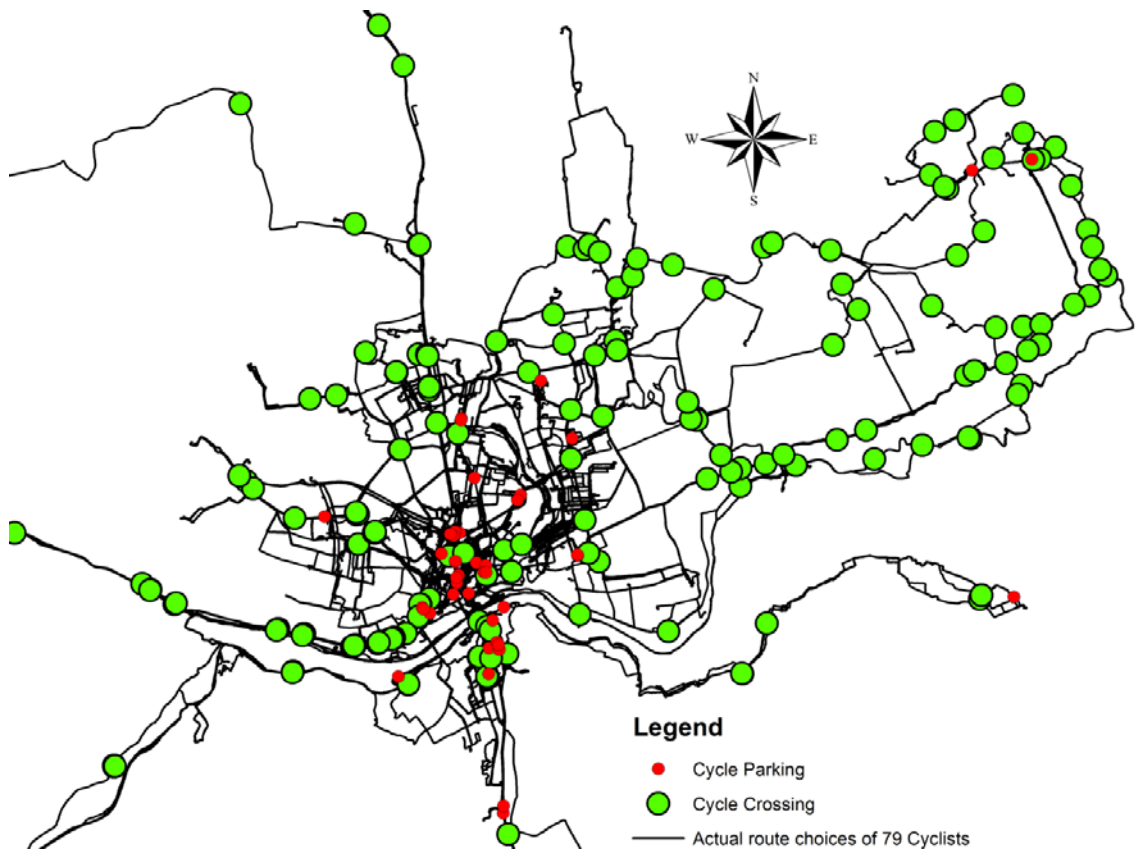 N
W E
S
Legend
Cycle Parking
Cycle Crossing
Actual route choices of 79 Cyclists